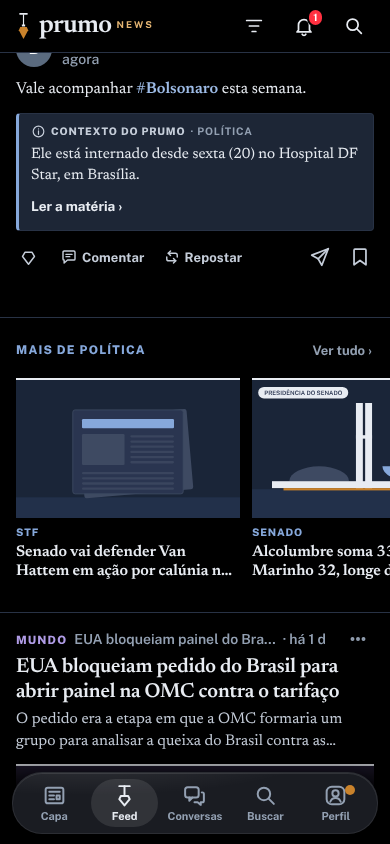 prumo NEWS
1
agora
Vale acompanhar #Bolsonaro esta semana.
CONTEXTO DO PRUMO · POLÍTICA
Ele está internado desde sexta (20) no Hospital DF
Star, em Brasília.
Ler a matéria ›
Comentar
Repostar
MAIS DE POLÍTICA
Ver tudo ›
STF
Senado vai defender Van
Hattem em ação por calúnia n...
PRESIDÊNCIA DO SENADO
SENADO
Alcolumbre soma 33
Marinho 32, longe d
MUNDO EUA bloqueiam painel do Bra... · há 1 d
EUA bloqueiam pedido do Brasil para
abrir painel na OMC contra o tarifaço
O pedido era a etapa em que a OMC formaria um
grupo para analisar a queixa do Brasil contra as...
Capa
Feed
Conversas
Buscar
Perfil